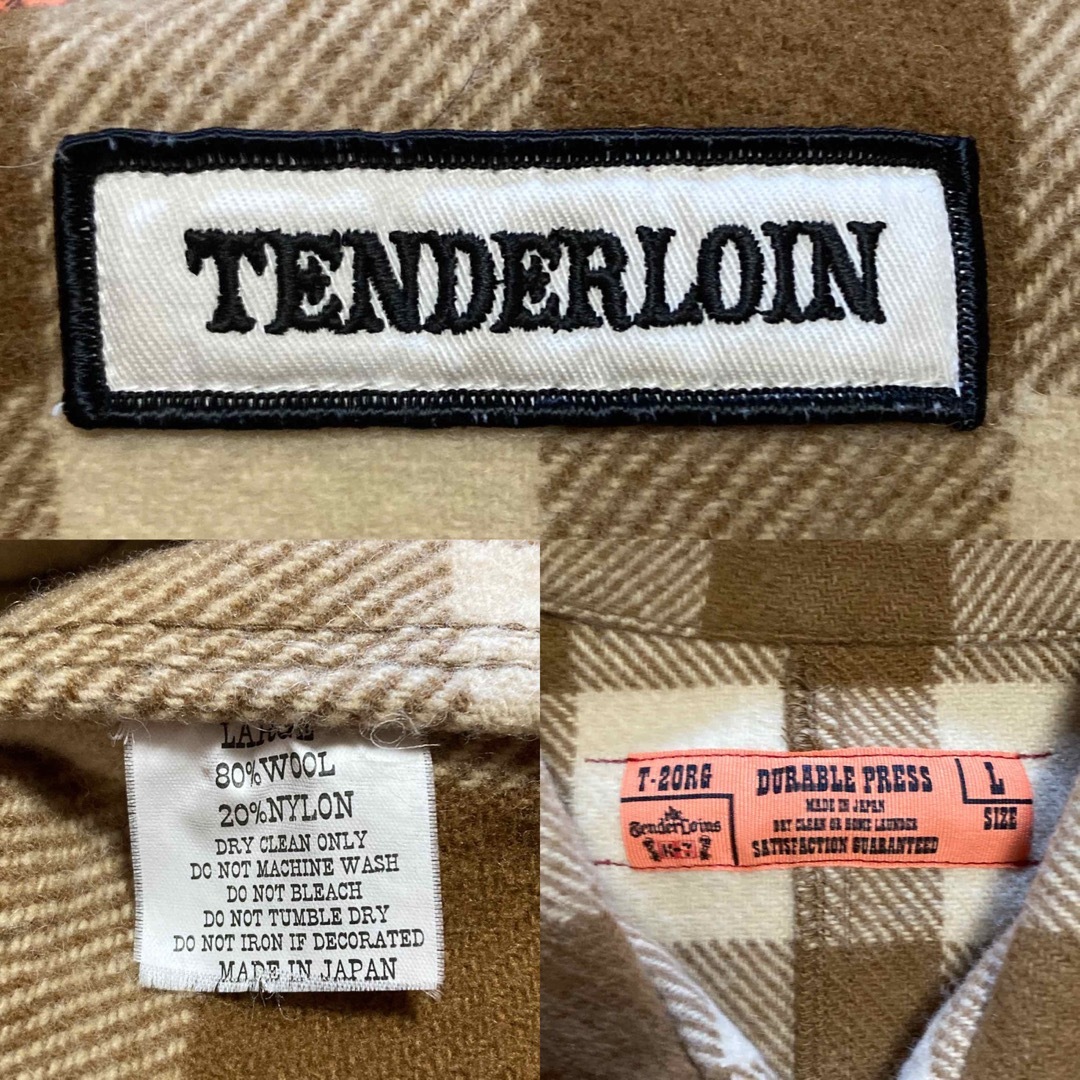 TENDERLOIN
LARGE
80%WOOL
20%NYLON
DRY CLEAN ONLY
DO NOT MACHINE WASH
DO NOT BLEACH
DO NOT TUMBLE DRY
DO NOT IRON IF DECORATED
MADE IN JAPAN
T-20RG
The
TenderLoins
DURABLE PRESS
MADE IN JAPAN
DRY CLEAN OR HOME LAUNDER
SATISFACTION GUARANTEED
L
SIZE